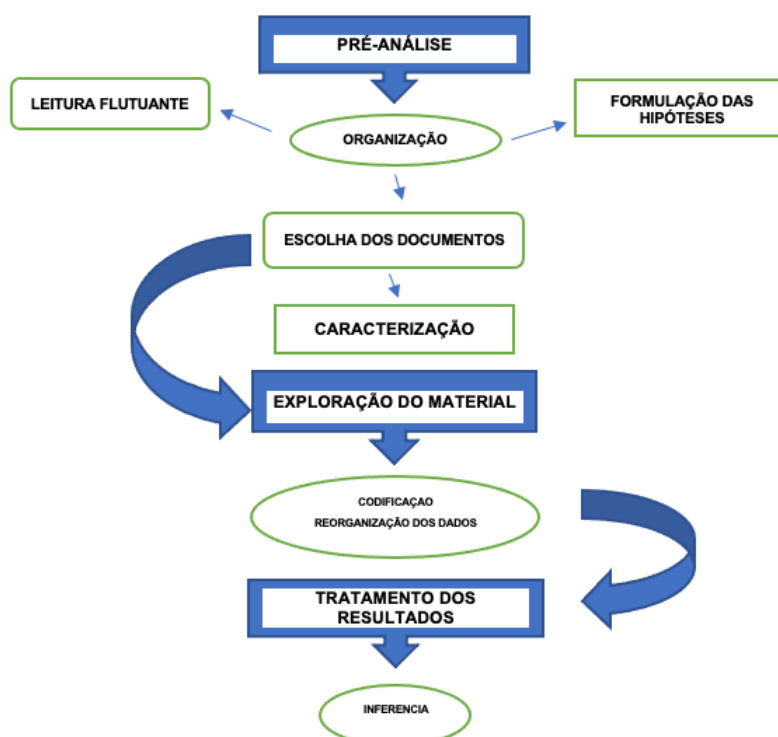 PRÉ-ANÁLISE
LEITURA FLUTUANTE
FORMULAÇÃO DAS
HIPÓTESES
ORGANIZAÇÃO
ESCOLHA DOS DOCUMENTOS
CARACTERIZAÇÃO
EXPLORAÇÃO DO MATERIAL
CODIFICAÇAO
REORGANIZAÇÃO DOS DADOS
TRATAMENTO DOS
RESULTADOS
INFERENCIA